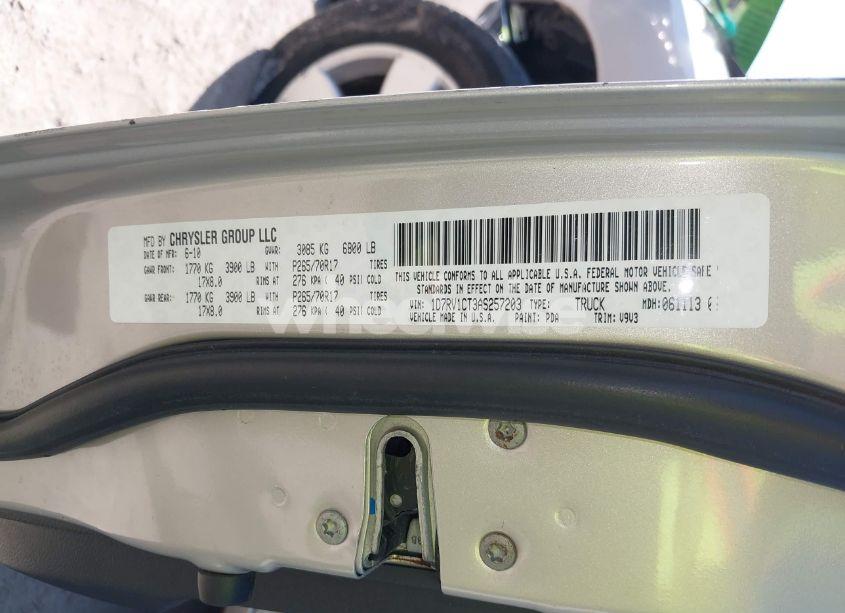 MFD BY CHRYSLER GROUP LLC
DATE OF MFR: 6-10 GVWR: 3085 KG 6800 LB
GAWR FRONT: 1770 KG 3900 LB WITH P265/70R17 TIRES
17X8.0 RIMS AT 276 KPA ( 40 PSI) COLD
GAWR REAR: 1770 KG 3900 LB WITH P265/70R17 TIRES
17X8.0 RIMS AT 276 KPA ( 40 PSI) COLD
THIS VEHICLE CONFORMS TO ALL APPLICABLE U.S.A. FEDERAL MOTOR VEHICLE SAFE
STANDARDS IN EFFECT ON THE DATE OF MANUFACTURE SHOWN ABOVE.
VIN: 1D7RV1CT3AS257203 TYPE: TRUCK MDH: 061113
VEHICLE MADE IN U.S.A. PAINT: PDA TRIM: V9V3